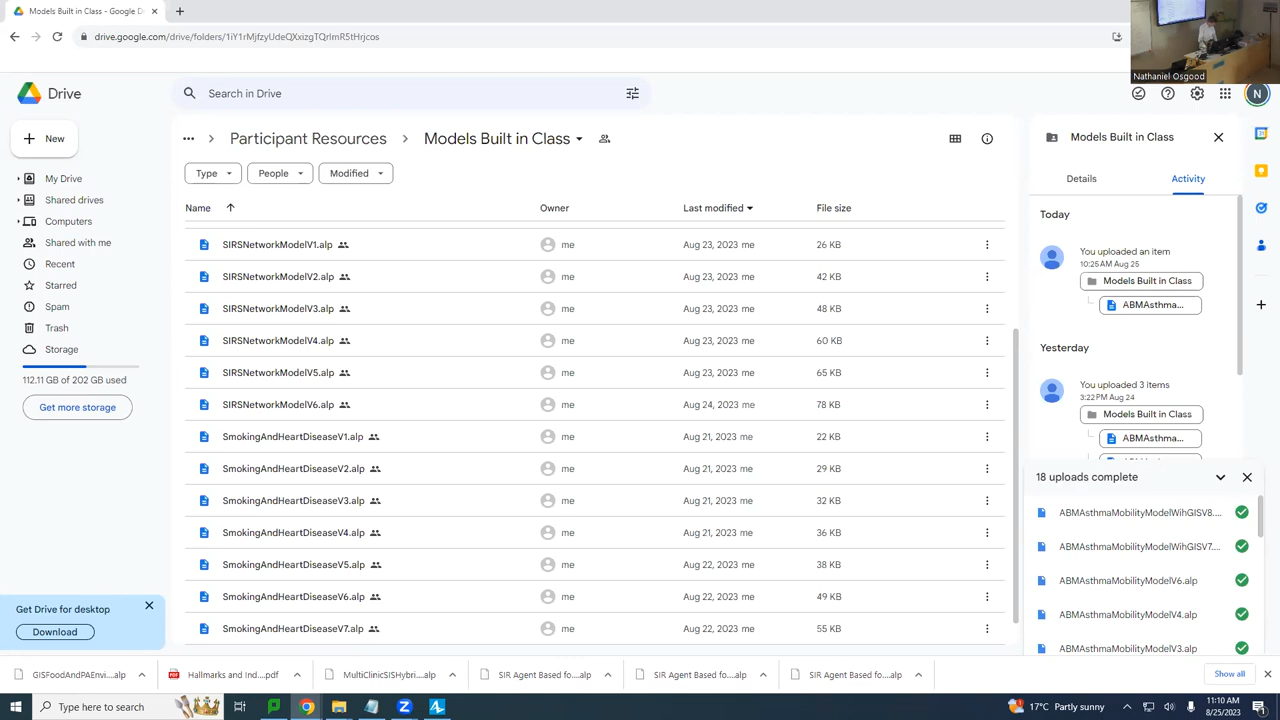 Models Built in Class - Google D
drive.google.com/drive/folders/1iY1rMjfzyUdeQXxizgTQrImR5tHrjcos
Nathaniel Osgood
Drive
Search in Drive
N
New
Participant Resources
Models Built in Class
Models Built in Class
Type
People
Modified
Details
Activity
My Drive
Shared drives
Computers
Shared with me
Recent
Starred
Spam
Trash
Storage
112.11 GB of 202 GB used
Get more storage
Name
Owner
Last modified
File size
SIRSNetworkModelV1.alp me Aug 23, 2023 me 26 KB
SIRSNetworkModelV2.alp me Aug 23, 2023 me 42 KB
SIRSNetworkModelV3.alp me Aug 23, 2023 me 48 KB
SIRSNetworkModelV4.alp me Aug 23, 2023 me 60 KB
SIRSNetworkModelV5.alp me Aug 23, 2023 me 65 KB
SIRSNetworkModelV6.alp me Aug 24, 2023 me 78 KB
SmokingAndHeartDiseaseV1.alp me Aug 21, 2023 me 22 KB
SmokingAndHeartDiseaseV2.alp me Aug 21, 2023 me 29 KB
SmokingAndHeartDiseaseV3.alp me Aug 21, 2023 me 32 KB
SmokingAndHeartDiseaseV4.alp me Aug 21, 2023 me 36 KB
SmokingAndHeartDiseaseV5.alp me Aug 22, 2023 me 38 KB
SmokingAndHeartDiseaseV6.alp me Aug 22, 2023 me 49 KB
SmokingAndHeartDiseaseV7.alp me Aug 22, 2023 me 55 KB
Today
You uploaded an item
10:25 AM Aug 25
Models Built in Class
ABMAsthma...
Yesterday
You uploaded 3 items
3:22 PM Aug 24
Models Built in Class
ABMAsthma...
18 uploads complete
ABMAsthmaMobilityModelWihGISV8....
ABMAsthmaMobilityModelWihGISV7....
ABMAsthmaMobilityModelV6.alp
ABMAsthmaMobilityModelV4.alp
ABMAsthmaMobilityModelV3.alp
Get Drive for desktop
Download
GISFoodAndPAEnvi....alp
Hallmarks and Ind....pdf
MultiClinicSISHybri....alp
SIR Agent Based fo....alp
SIR Agent Based fo....alp
SIR Agent Based fo....alp
Show all
Type here to search
17°C Partly sunny
11:10 AM
8/25/2023